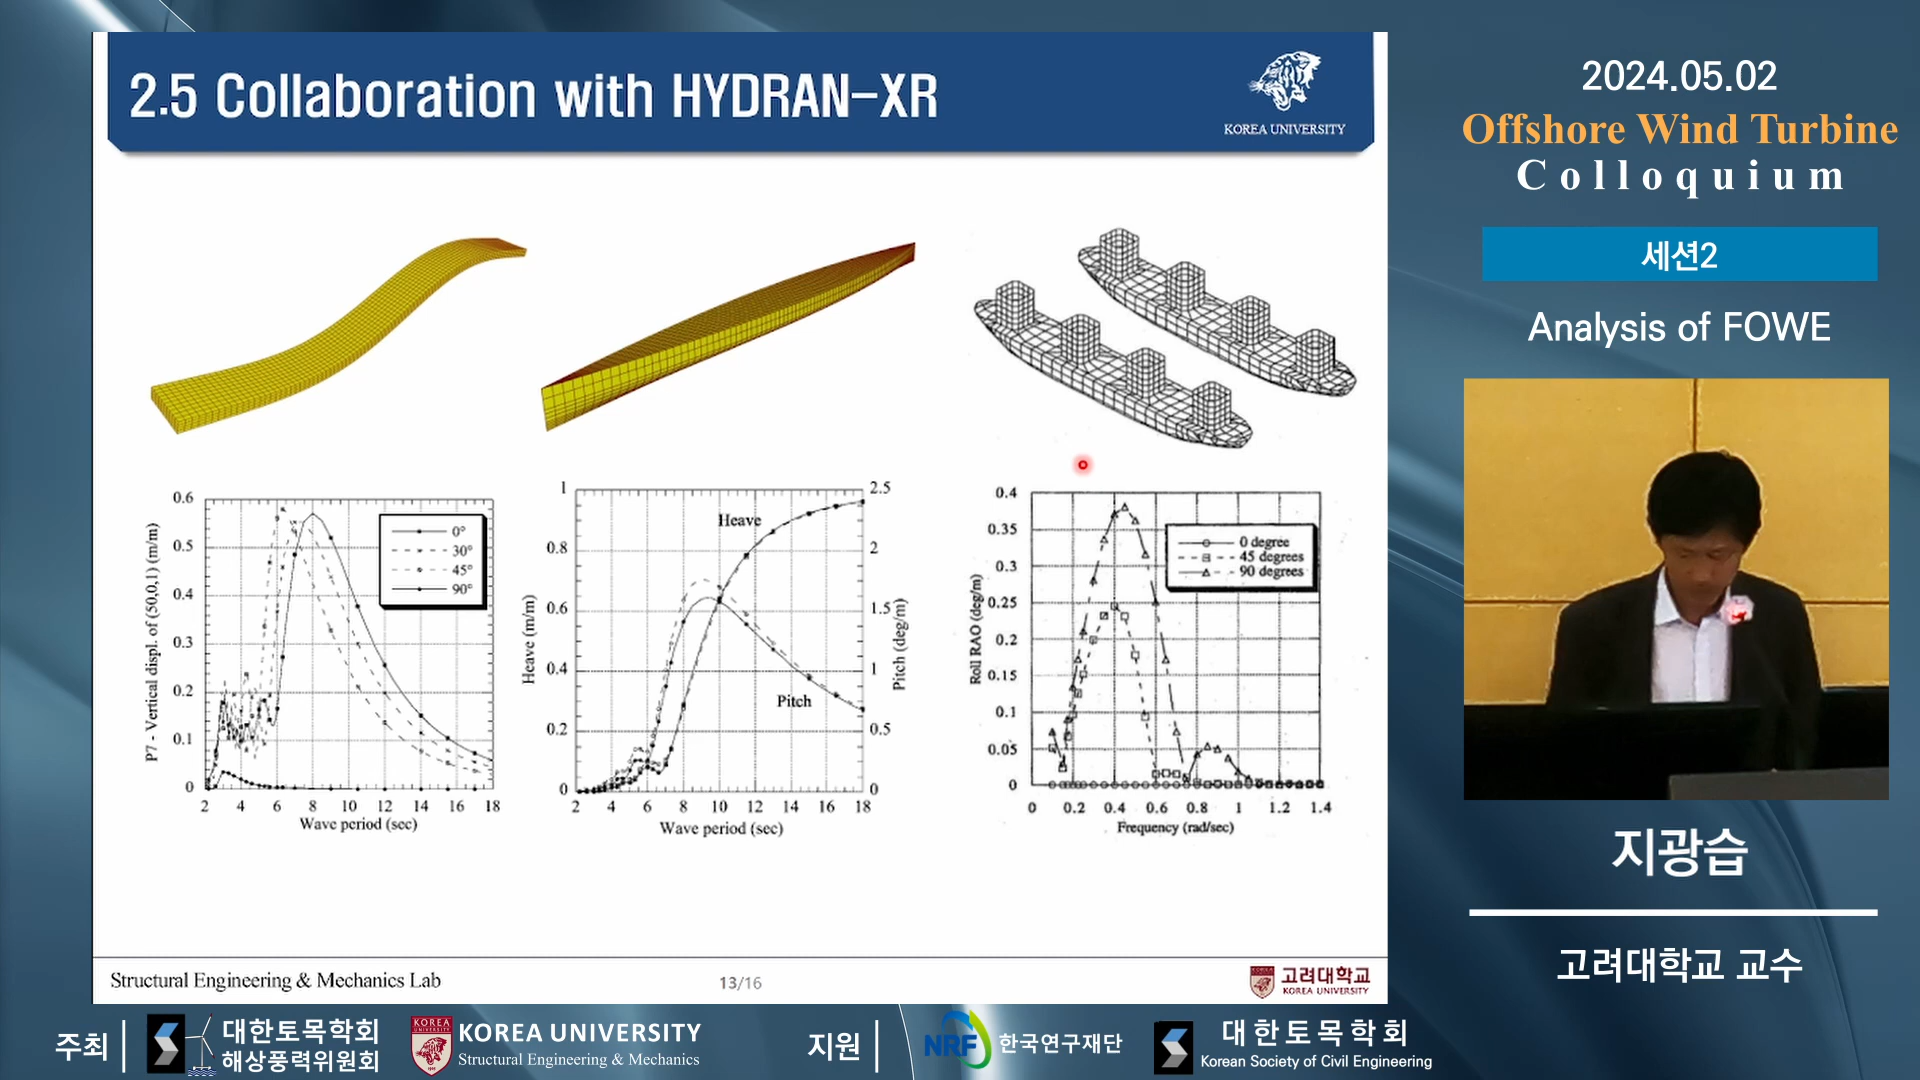 2.5 Collaboration with HYDRAN-XR
KOREA UNIVERSITY
0.6
0.5
0.4
0.3
0.2
0.1
0
P7 - Vertical displ. of (50,0,1) (m/m)
0°
30°
45°
90°
2 4 6 8 10 12 14 16 18
Wave period (sec)
1
0.8
0.6
0.4
0.2
0
Heave (m/m)
Heave
Pitch
2.5
2
1.5
1
0.5
0
Pitch (deg/m)
2 4 6 8 10 12 14 16 18
Wave period (sec)
0.4
0.35
0.3
0.25
0.2
0.15
0.1
0.05
0
Roll RAO (deg/m)
0 degree
45 degrees
90 degrees
0 0.2 0.4 0.6 0.8 1 1.2 1.4
Frequency (rad/sec)
Structural Engineering & Mechanics Lab
13/16
고려대학교
KOREA UNIVERSITY
2024.05.02
Offshore Wind Turbine
Colloquium
세션2
Analysis of FOWE
지광습
고려대학교 교수
주최
대한토목학회
해상풍력위원회
KOREA
KOREA UNIVERSITY
Structural Engineering & Mechanics
지원
NRF 한국연구재단
대한토목학회
Korean Society of Civil Engineering